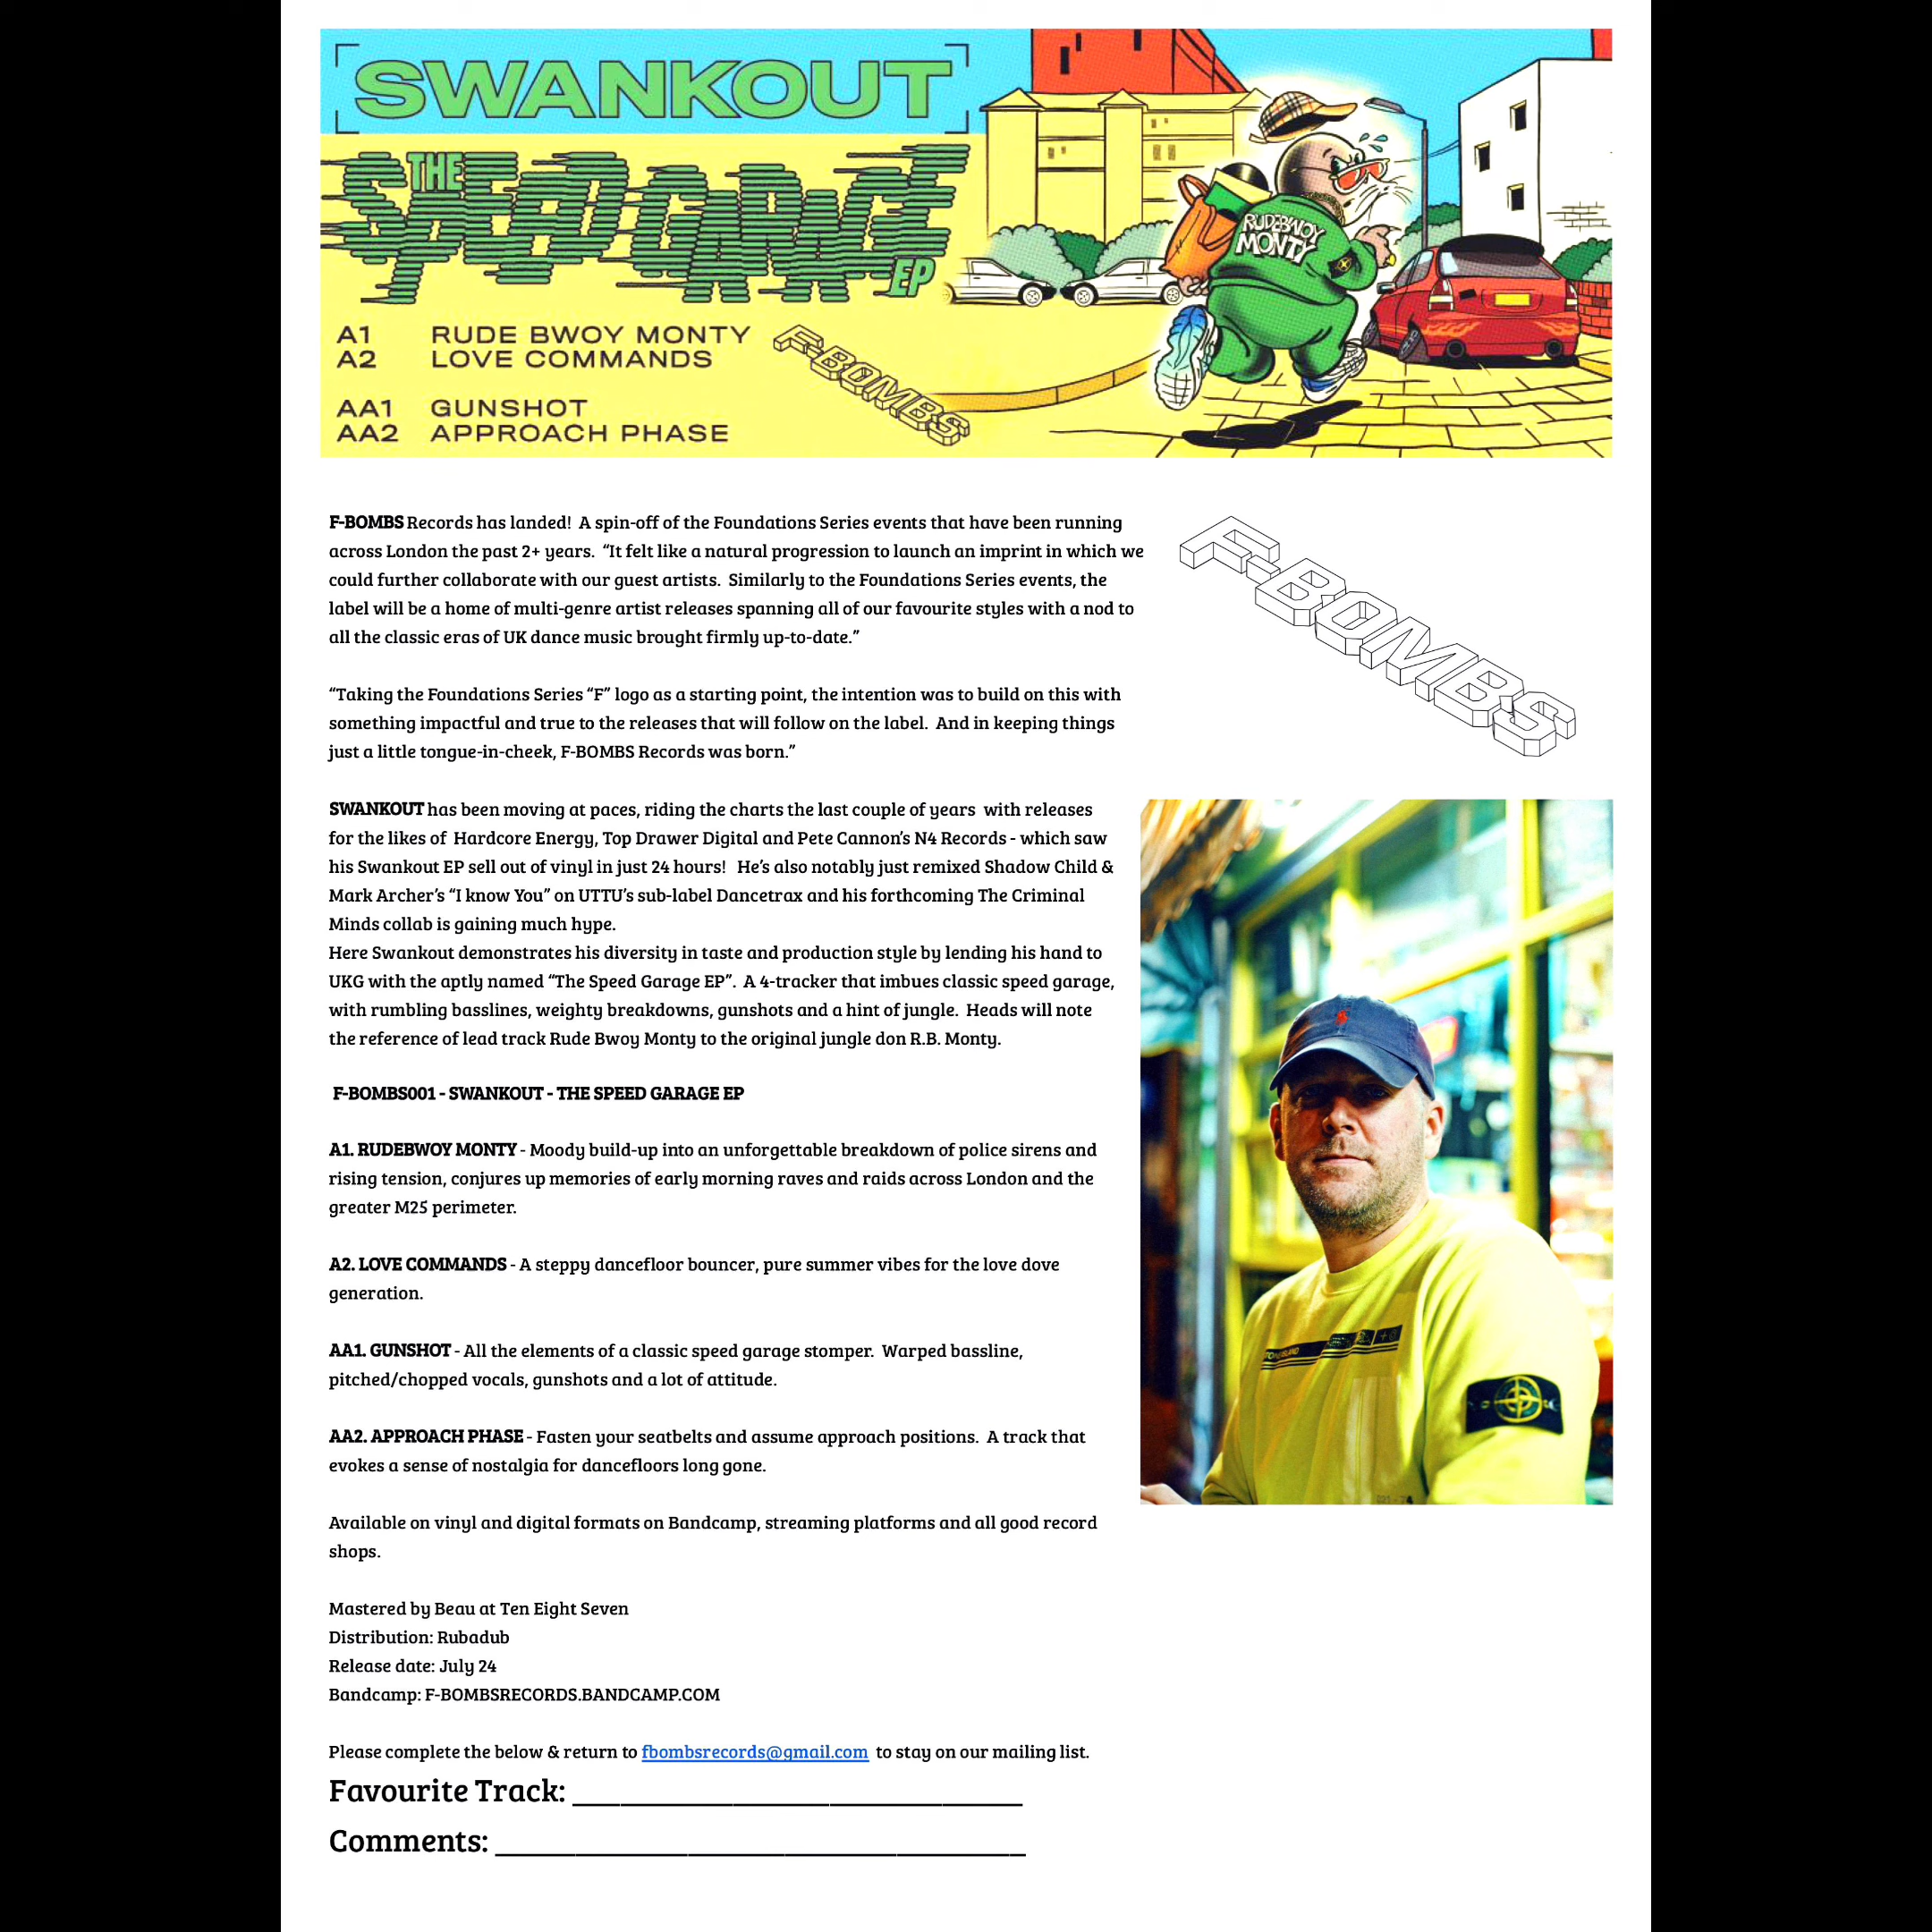 SWANKOUT
THE
SPEED GARAGE
EP
RUDEBWOY
MONTY
A1 RUDE BWOY MONTY
A2 LOVE COMMANDS
AA1 GUNSHOT
AA2 APPROACH PHASE
F-BOMBS
F-BOMBS Records has landed!  A spin-off of the Foundations Series events that have been running
across London the past 2+ years.  “It felt like a natural progression to launch an imprint in which we
could further collaborate with our guest artists.  Similarly to the Foundations Series events, the
label will be a home of multi-genre artist releases spanning all of our favourite styles with a nod to
all the classic eras of UK dance music brought firmly up-to-date.”
F-BOMBS
“Taking the Foundations Series “F” logo as a starting point, the intention was to build on this with
something impactful and true to the releases that will follow on the label.  And in keeping things
just a little tongue-in-cheek, F-BOMBS Records was born.”
SWANKOUT has been moving at paces, riding the charts the last couple of years  with releases
for the likes of  Hardcore Energy, Top Drawer Digital and Pete Cannon’s N4 Records - which saw
his Swankout EP sell out of vinyl in just 24 hours!   He’s also notably just remixed Shadow Child &
Mark Archer’s “I know You” on UTTU’s sub-label Dancetrax and his forthcoming The Criminal
Minds collab is gaining much hype.
Here Swankout demonstrates his diversity in taste and production style by lending his hand to
UKG with the aptly named “The Speed Garage EP”.  A 4-tracker that imbues classic speed garage,
with rumbling basslines, weighty breakdowns, gunshots and a hint of jungle.  Heads will note
the reference of lead track Rude Bwoy Monty to the original jungle don R.B. Monty.
F-BOMBS001 - SWANKOUT - THE SPEED GARAGE EP
A1. RUDEBWOY MONTY - Moody build-up into an unforgettable breakdown of police sirens and
rising tension, conjures up memories of early morning raves and raids across London and the
greater M25 perimeter.
A2. LOVE COMMANDS - A steppy dancefloor bouncer, pure summer vibes for the love dove
generation.
AA1. GUNSHOT - All the elements of a classic speed garage stomper.  Warped bassline,
pitched/chopped vocals, gunshots and a lot of attitude.
AA2. APPROACH PHASE - Fasten your seatbelts and assume approach positions.  A track that
evokes a sense of nostalgia for dancefloors long gone.
Available on vinyl and digital formats on Bandcamp, streaming platforms and all good record
shops.
Mastered by Beau at Ten Eight Seven
Distribution: Rubadub
Release date: July 24
Bandcamp: F-BOMBSRECORDS.BANDCAMP.COM
Please complete the below & return to fbombsrecords@gmail.com  to stay on our mailing list.
Favourite Track: ____________________________
Comments: _________________________________